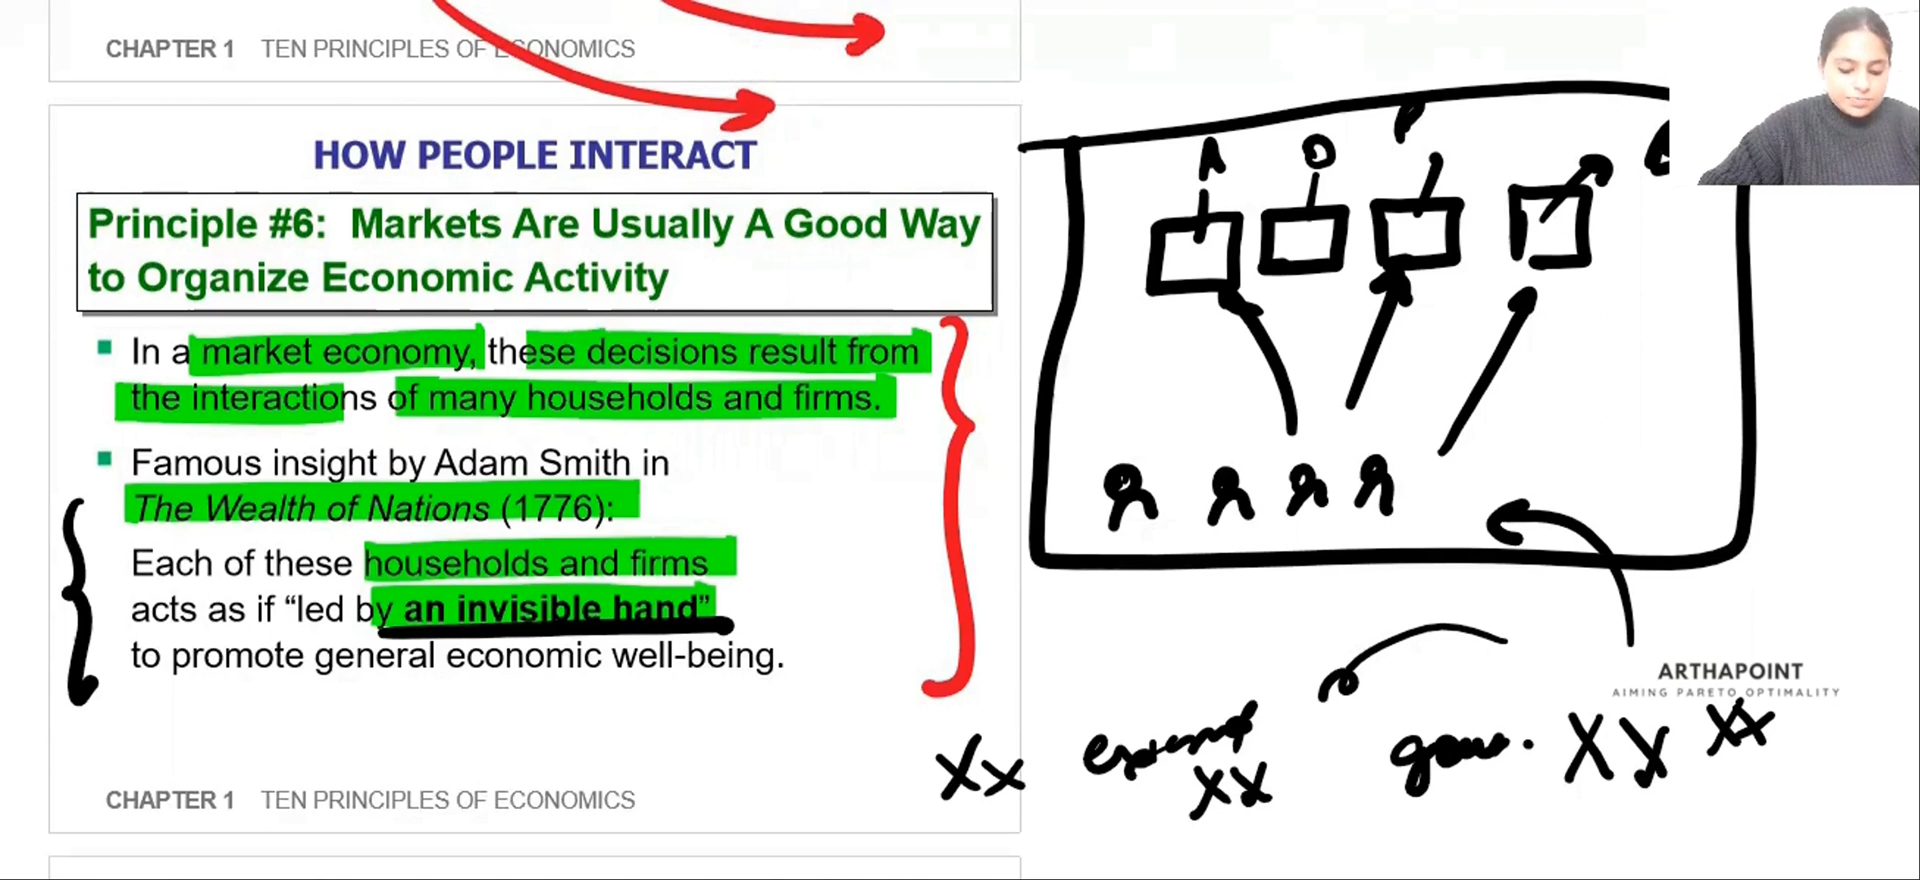 CHAPTER 1 TEN PRINCIPLES OF ECONOMICS
HOW PEOPLE INTERACT
Principle #6: Markets Are Usually A Good Way
to Organize Economic Activity
In a market economy, these decisions result from
the interactions of many households and firms.
Famous insight by Adam Smith in
The Wealth of Nations (1776):
Each of these households and firms
acts as if “led by an invisible hand”
to promote general economic well-being.
CHAPTER 1 TEN PRINCIPLES OF ECONOMICS
A
ARTHAPOINT
AIMING PARETO OPTIMALITY
XX
XX
XX XX